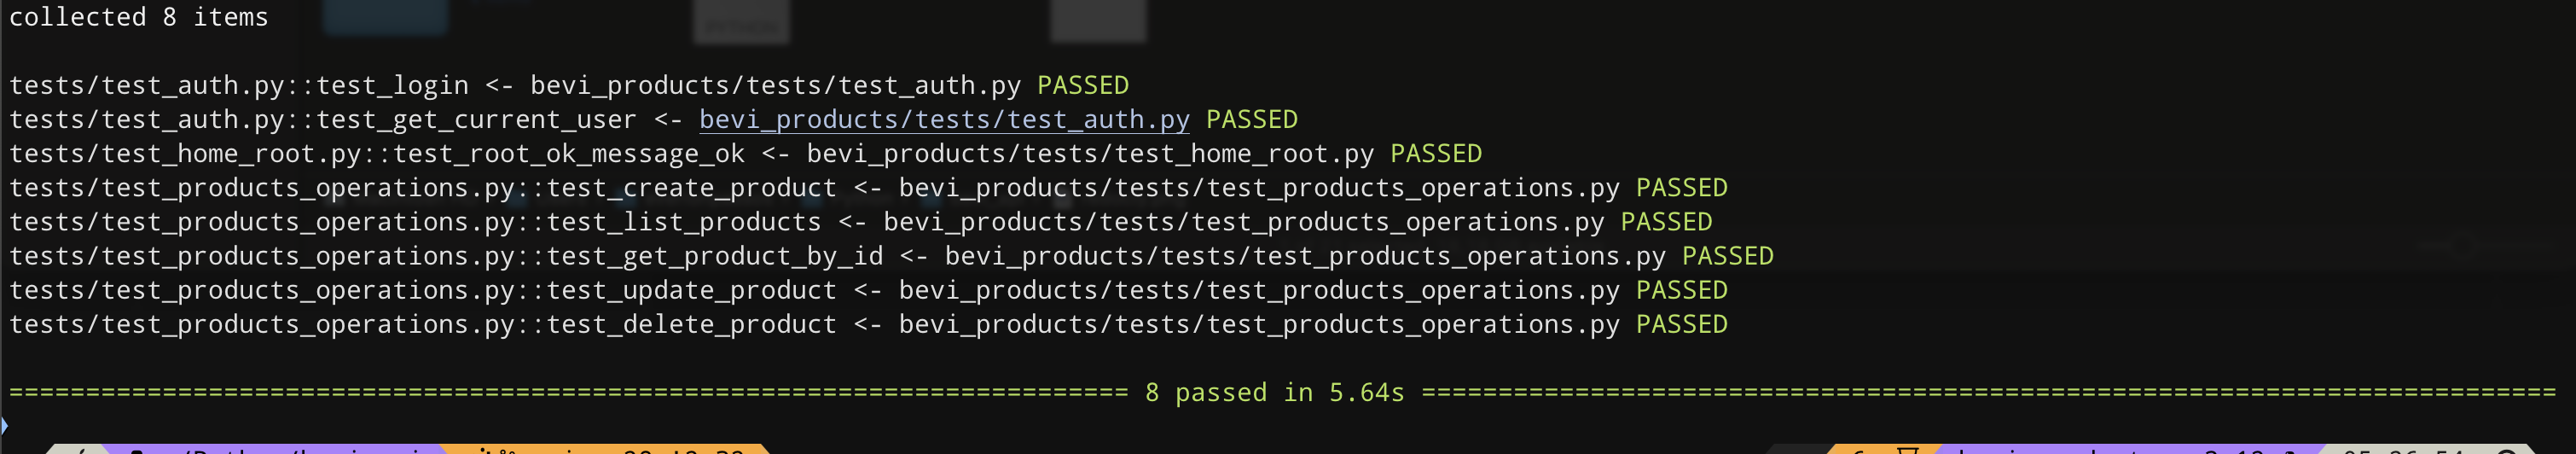 collected 8 items
tests/test_auth.py::test_login <- bevi_products/tests/test_auth.py PASSED
tests/test_auth.py::test_get_current_user <- bevi_products/tests/test_auth.py PASSED
tests/test_home_root.py::test_root_ok_message_ok <- bevi_products/tests/test_home_root.py PASSED
tests/test_products_operations.py::test_create_product <- bevi_products/tests/test_products_operations.py PASSED
tests/test_products_operations.py::test_list_products <- bevi_products/tests/test_products_operations.py PASSED
tests/test_products_operations.py::test_get_product_by_id <- bevi_products/tests/test_products_operations.py PASSED
tests/test_products_operations.py::test_update_product <- bevi_products/tests/test_products_operations.py PASSED
tests/test_products_operations.py::test_delete_product <- bevi_products/tests/test_products_operations.py PASSED
========================================================================= 8 passed in 5.64s ==========================================================================